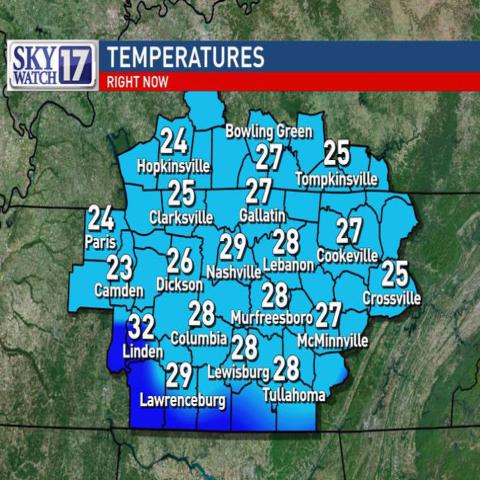 SKY
WATCH 17
TEMPERATURES
RIGHT NOW
24
Hopkinsville
Bowling Green
27
25
Tompkinsville
25
Clarksville
27
Gallatin
24
Paris
23
Camden
26
Dickson
29
Nashville
28
Lebanon
27
Cookeville
25
Crossville
32
Linden
28
Columbia
28
Murfreesboro
27
McMinnville
29
Lawrenceburg
28
Lewisburg
28
Tullahoma